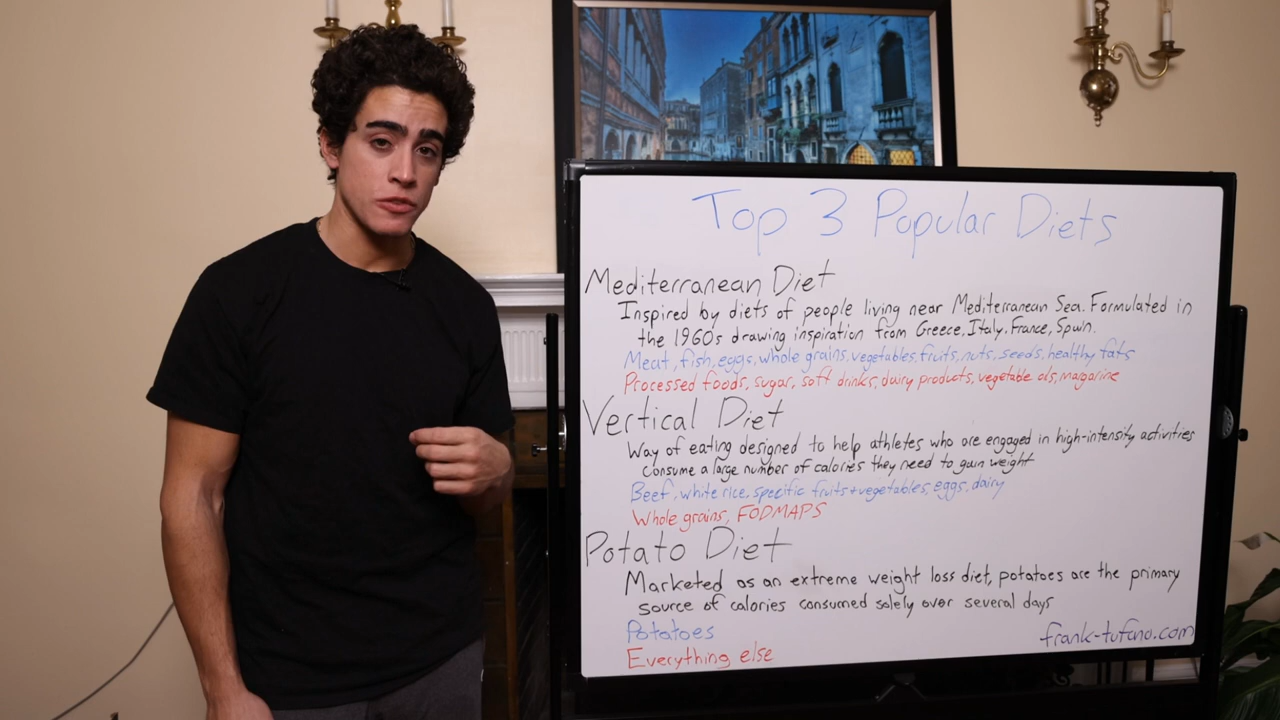 Top 3 Popular Diets
Mediterranean Diet
Inspired by diets of people living near Mediterranean Sea. Formulated in
the 1960s drawing inspiration from Greece, Italy, France, Spain.
Meat, fish, eggs, whole grains, vegetables, fruits, nuts, seeds, healthy fats
Processed foods, sugar, soft drinks, dairy products, vegetable oils, margarine
Vertical Diet
Way of eating designed to help athletes who are engaged in high-intensity activities
consume a large number of calories they need to gain weight
Beef, white rice, specific fruits + vegetables, eggs, dairy
Whole grains, FODMAPS
Potato Diet
Marketed as an extreme weight loss diet, potatoes are the primary
source of calories consumed solely over several days
Potatoes
Everything else
frank-tufano.com